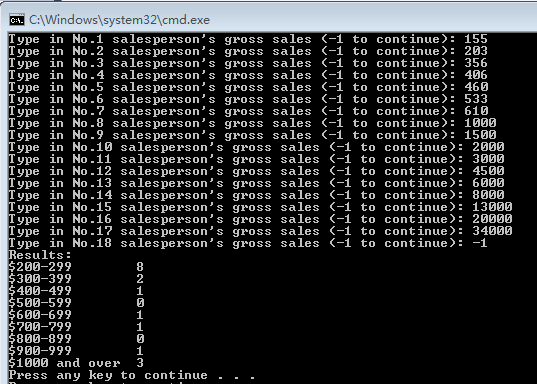 C:\Windows\system32\cmd.exe
Type in No.1 salesperson's gross sales (-1 to continue): 155
Type in No.2 salesperson's gross sales (-1 to continue): 203
Type in No.3 salesperson's gross sales (-1 to continue): 356
Type in No.4 salesperson's gross sales (-1 to continue): 406
Type in No.5 salesperson's gross sales (-1 to continue): 460
Type in No.6 salesperson's gross sales (-1 to continue): 533
Type in No.7 salesperson's gross sales (-1 to continue): 610
Type in No.8 salesperson's gross sales (-1 to continue): 1000
Type in No.9 salesperson's gross sales (-1 to continue): 1500
Type in No.10 salesperson's gross sales (-1 to continue): 2000
Type in No.11 salesperson's gross sales (-1 to continue): 3000
Type in No.12 salesperson's gross sales (-1 to continue): 4500
Type in No.13 salesperson's gross sales (-1 to continue): 6000
Type in No.14 salesperson's gross sales (-1 to continue): 8000
Type in No.15 salesperson's gross sales (-1 to continue): 13000
Type in No.16 salesperson's gross sales (-1 to continue): 20000
Type in No.17 salesperson's gross sales (-1 to continue): 34000
Type in No.18 salesperson's gross sales (-1 to continue): -1
Results:
$200-299 8
$300-399 2
$400-499 1
$500-599 0
$600-699 1
$700-799 1
$800-899 0
$900-999 1
$1000 and over 3
Press any key to continue . . .